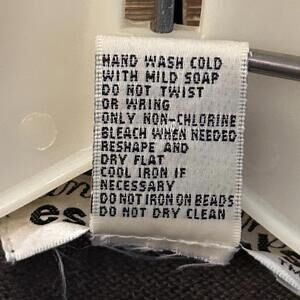 HAND WASH COLD
WITH MILD SOAP
DO NOT TWIST
OR WRING
ONLY NON-CHLORINE
BLEACH WHEN NEEDED
RESHAPE AND
DRY FLAT
COOL IRON IF
NECESSARY
DO NOT IRON ON BEADS
DO NOT DRY CLEAN